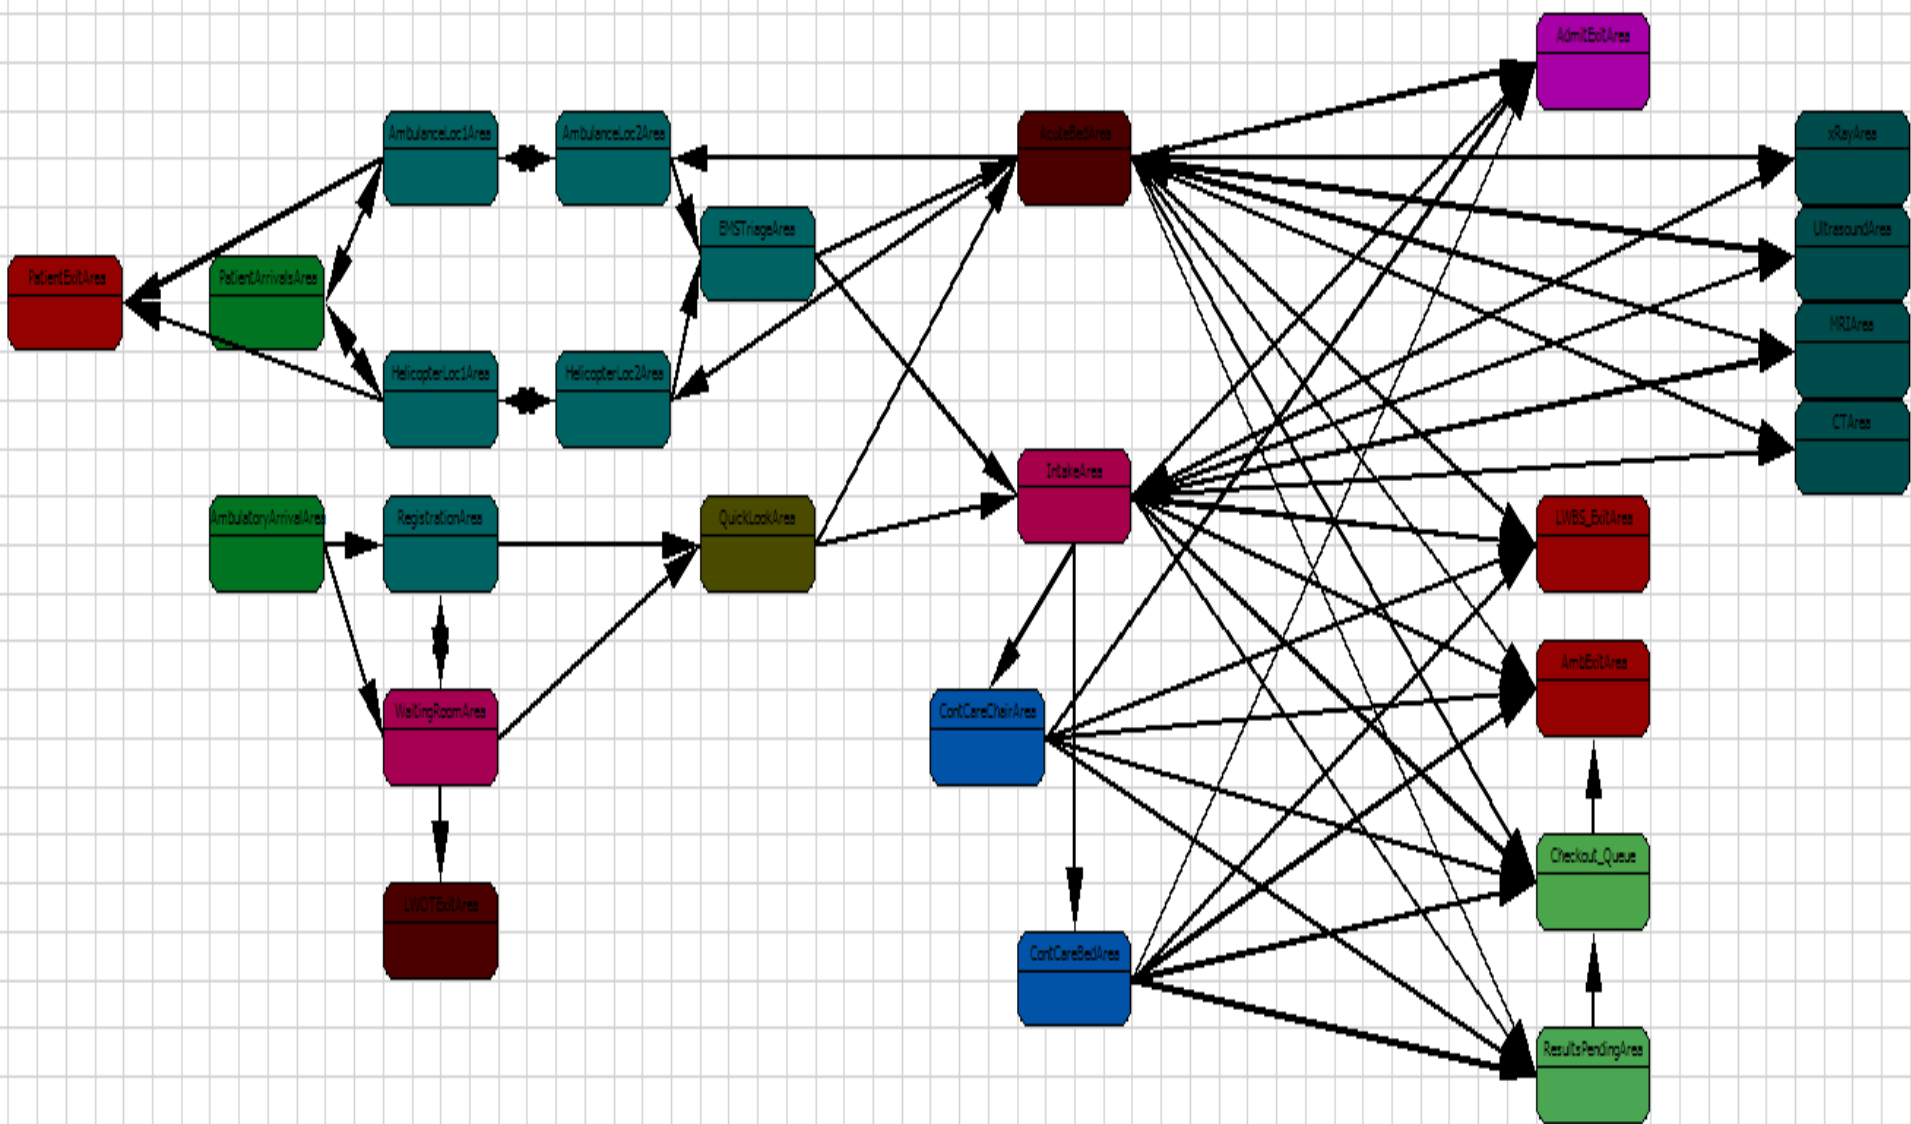 AdmitExitArea
AmbulanceLoc1Area
AmbulanceLoc2Area
AcuteBedArea
xRayArea
EMSTriageArea
UltrasoundArea
PatientExitArea
PatientArrivalsArea
MRIArea
HelicopterLoc1Area
HelicopterLoc2Area
CTArea
IntakeArea
AmbulatoryArrivalArea
RegistrationArea
QuickLookArea
LWBS_ExitArea
AmbExitArea
WaitingRoomArea
ContCareChairArea
Checkout_Queue
LWOTExitArea
ContCareBedArea
ResultsPendingArea